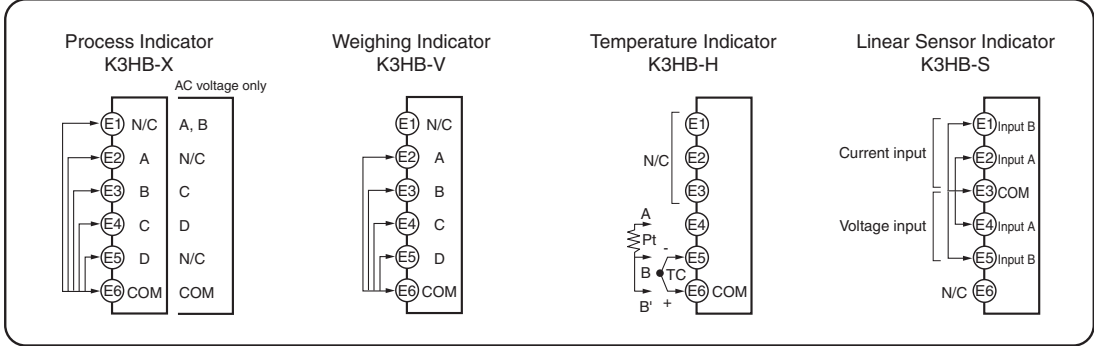 Process Indicator
K3HB-X
AC voltage only
E1 N/C A, B
E2 A N/C
E3 B C
E4 C D
E5 D N/C
E6 COM COM
Weighing Indicator
K3HB-V
E1 N/C
E2 A
E3 B
E4 C
E5 D
E6 COM
Temperature Indicator
K3HB-H
E1
E2
N/C
E3
A
E4
Pt
-
E5
B
TC
E6 COM
B' +
Linear Sensor Indicator
K3HB-S
E1 Input B
Current input
E2 Input A
E3 COM
Voltage input
E4 Input A
E5 Input B
N/C E6